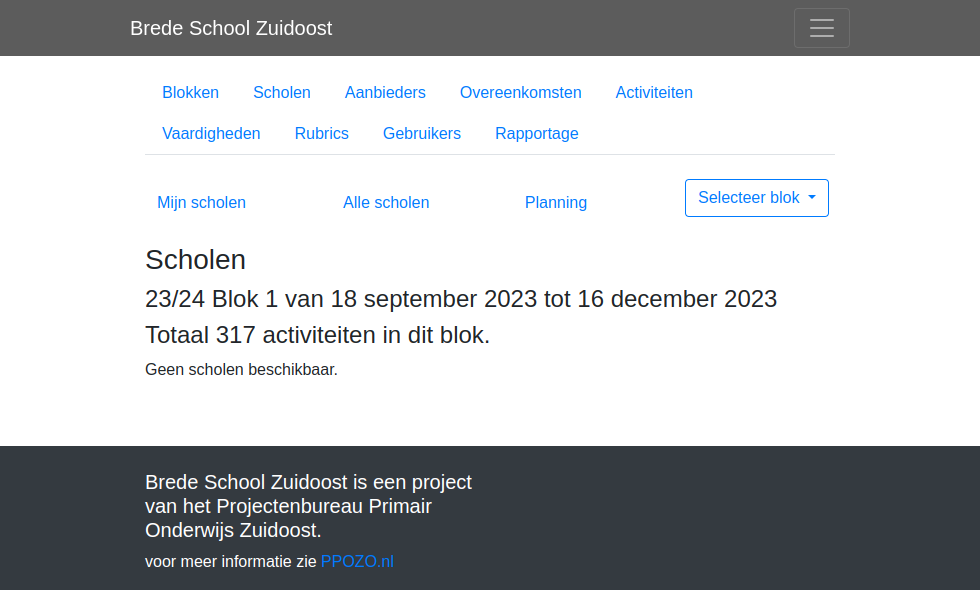 Brede School Zuidoost
Blokken Scholen Aanbieders Overeenkomsten Activiteiten
Vaardigheden Rubrics Gebruikers Rapportage
Mijn scholen Alle scholen Planning Selecteer blok
Scholen
23/24 Blok 1 van 18 september 2023 tot 16 december 2023
Totaal 317 activiteiten in dit blok.
Geen scholen beschikbaar.
Brede School Zuidoost is een project
van het Projectenbureau Primair
Onderwijs Zuidoost.
voor meer informatie zie PPOZO.nl